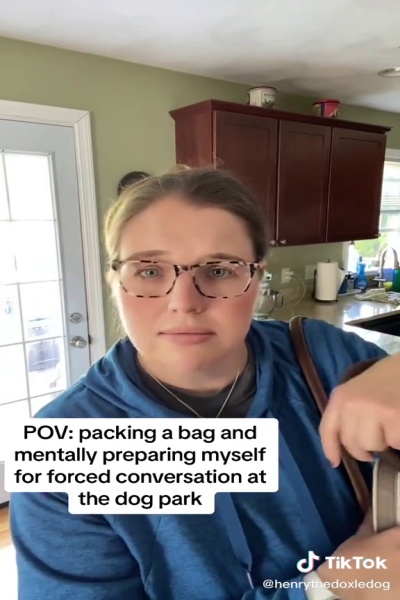 POV: packing a bag and
mentally preparing myself
for forced conversation at
the dog park
TikTok
@henrythedoxledog